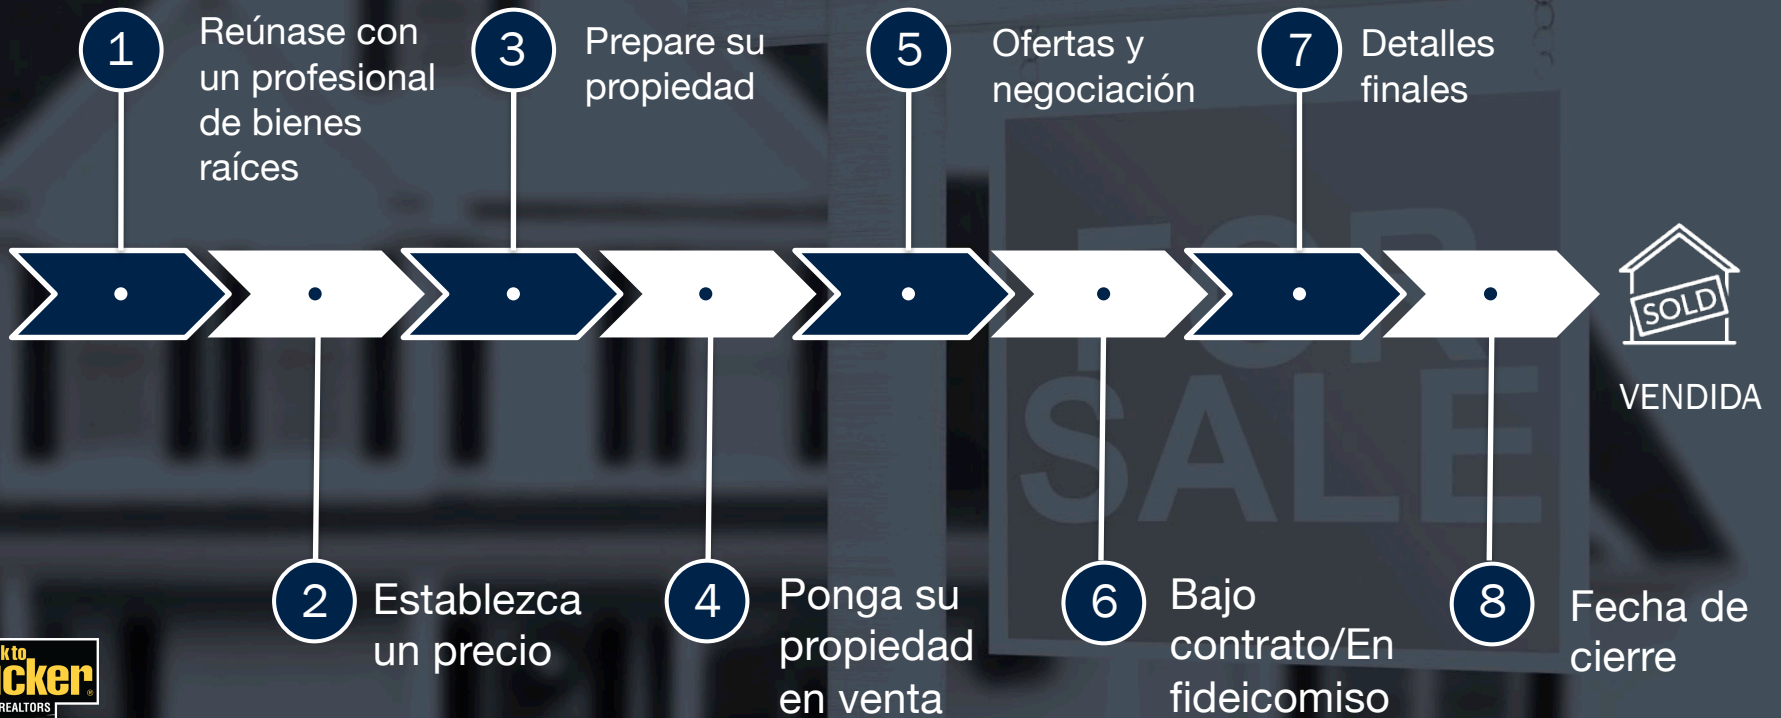 1
Reúnase con
un profesional
de bienes
raíces
2
Establezca
un precio
3
Prepare su
propiedad
4
Ponga su
propiedad
en venta
5
Ofertas y
negociación
6
Bajo
contrato/En
fideicomiso
7
Detalles
finales
8
Fecha de
cierre
SOLD
VENDIDA
FOR
SALE
REALTORS